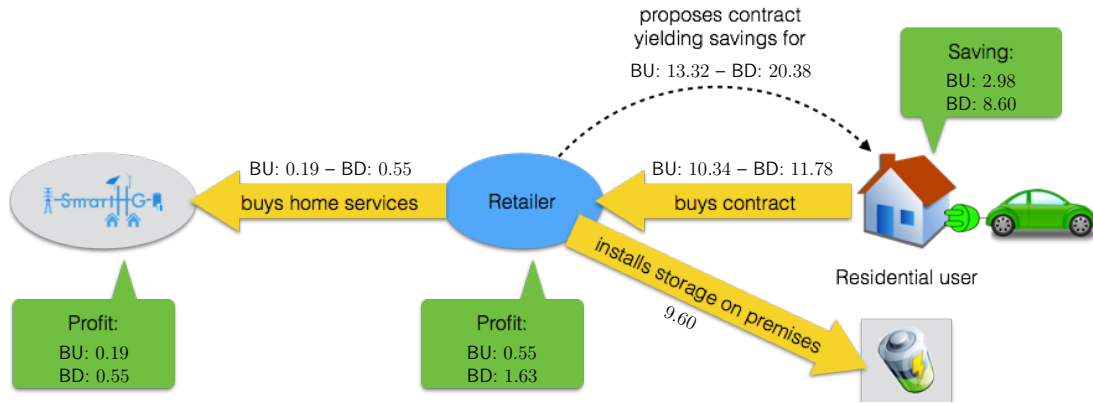 proposes contract
yielding savings for
BU: 13.32 – BD: 20.38
Saving:
BU: 2.98
BD: 8.60
BU: 0.19 – BD: 0.55
BU: 10.34 – BD: 11.78
SmartHG
buys home services
Retailer
buys contract
installs storage on premises
9.60
Residential user
Profit:
BU: 0.19
BD: 0.55
Profit:
BU: 0.55
BD: 1.63